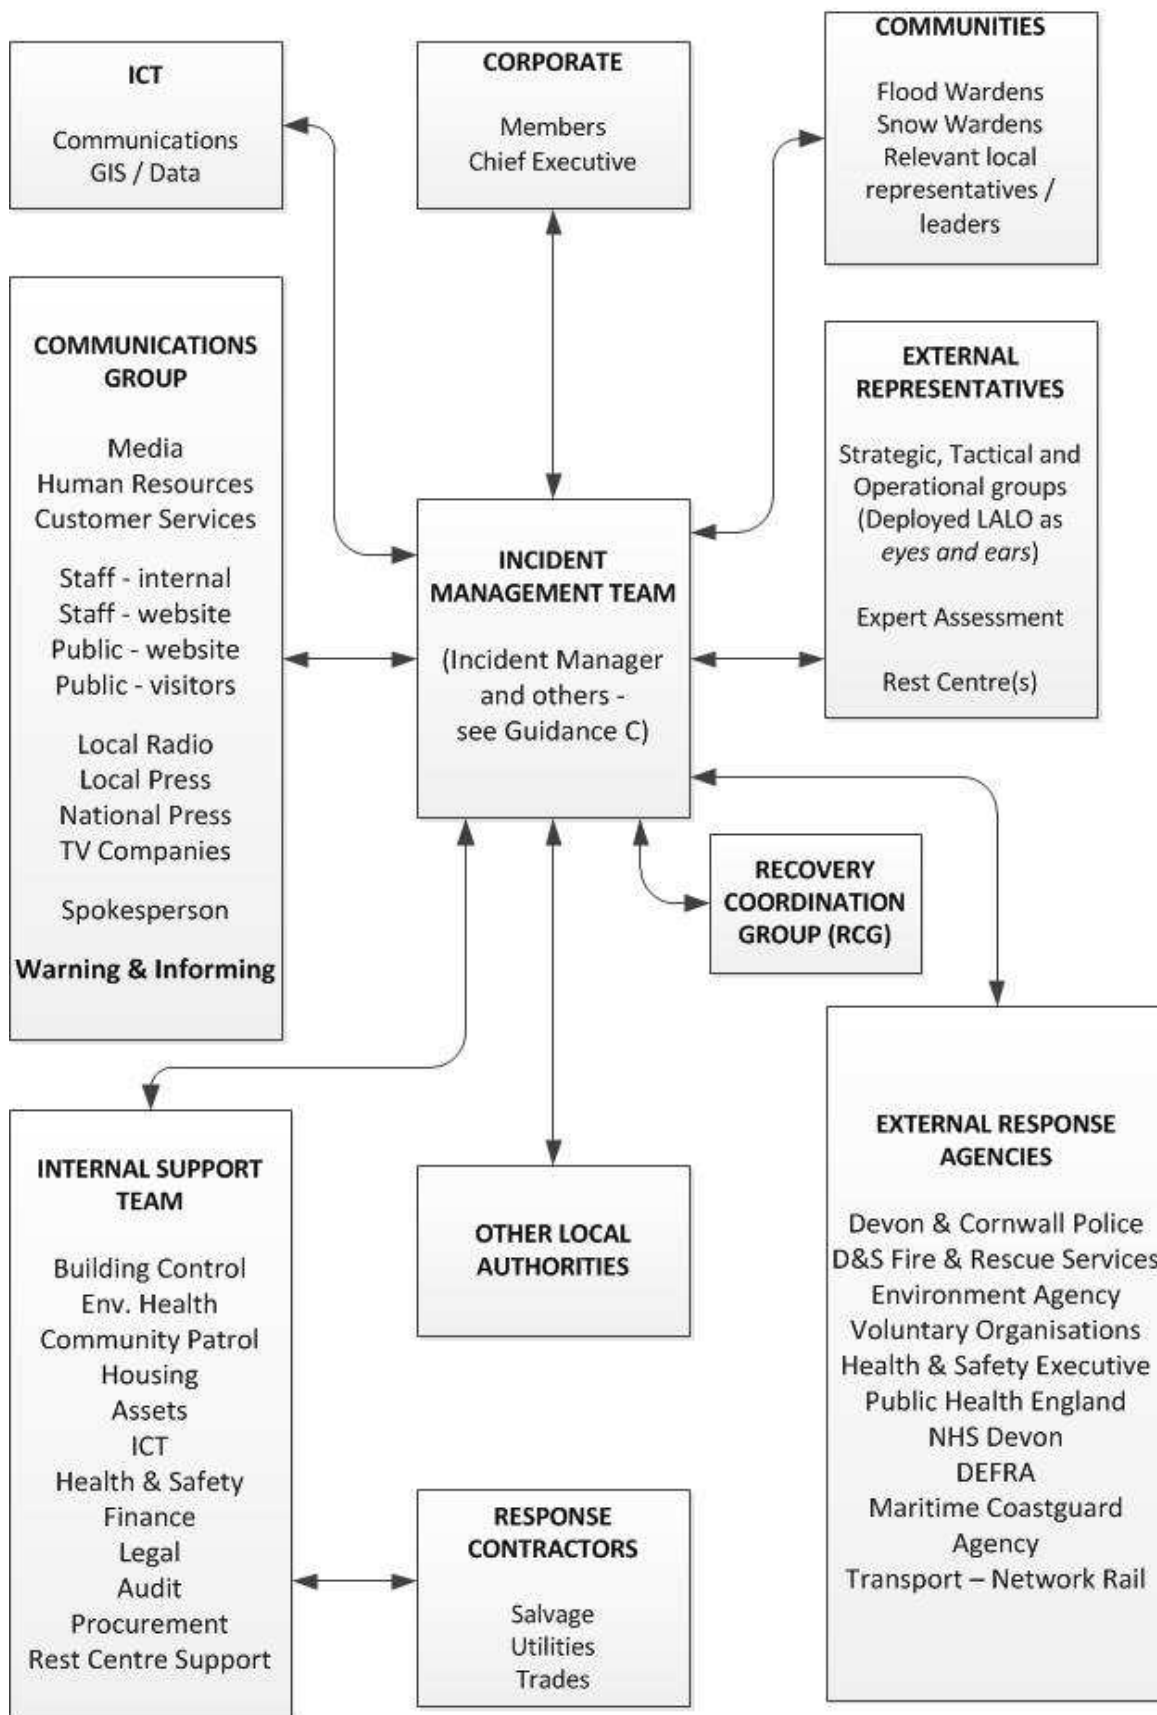 ICT
Communications
GIS / Data
CORPORATE
Members
Chief Executive
COMMUNITIES
Flood Wardens
Snow Wardens
Relevant local
representatives /
leaders
COMMUNICATIONS
GROUP
Media
Human Resources
Customer Services
Staff - internal
Staff - website
Public - website
Public - visitors
Local Radio
Local Press
National Press
TV Companies
Spokesperson
Warning & Informing
INCIDENT
MANAGEMENT TEAM
(Incident Manager
and others -
see Guidance C)
EXTERNAL
REPRESENTATIVES
Strategic, Tactical and
Operational groups
(Deployed LALO as
eyes and ears)
Expert Assessment
Rest Centre(s)
RECOVERY
COORDINATION
GROUP (RCG)
INTERNAL SUPPORT
TEAM
Building Control
Env. Health
Community Patrol
Housing
Assets
ICT
Health & Safety
Finance
Legal
Audit
Procurement
Rest Centre Support
OTHER LOCAL
AUTHORITIES
RESPONSE
CONTRACTORS
Salvage
Utilities
Trades
EXTERNAL RESPONSE
AGENCIES
Devon & Cornwall Police
D&S Fire & Rescue Services
Environment Agency
Voluntary Organisations
Health & Safety Executive
Public Health England
NHS Devon
DEFRA
Maritime Coastguard
Agency
Transport – Network Rail